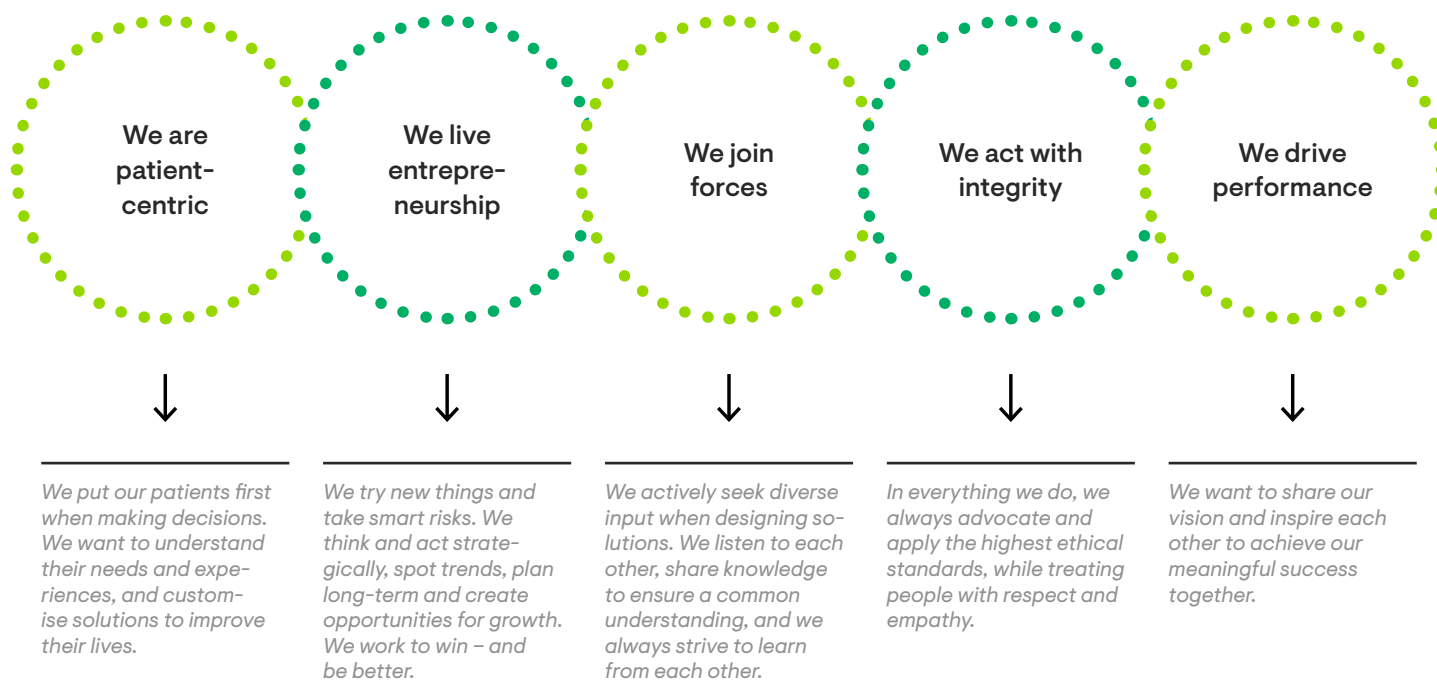 We are
patient-
centric
We live
entrepre-
neurship
We join
forces
We act with
integrity
We drive
performance
We put our patients first
when making decisions.
We want to understand
their needs and expe-
riences, and custom-
ise solutions to improve
their lives.
We try new things and
take smart risks. We
think and act strate-
gically, spot trends, plan
long-term and create
opportunities for growth.
We work to win – and
be better.
We actively seek diverse
input when designing so-
lutions. We listen to each
other, share knowledge
to ensure a common
understanding, and we
always strive to learn
from each other.
In everything we do, we
always advocate and
apply the highest ethical
standards, while treating
people with respect and
empathy.
We want to share our
vision and inspire each
other to achieve our
meaningful success
together.